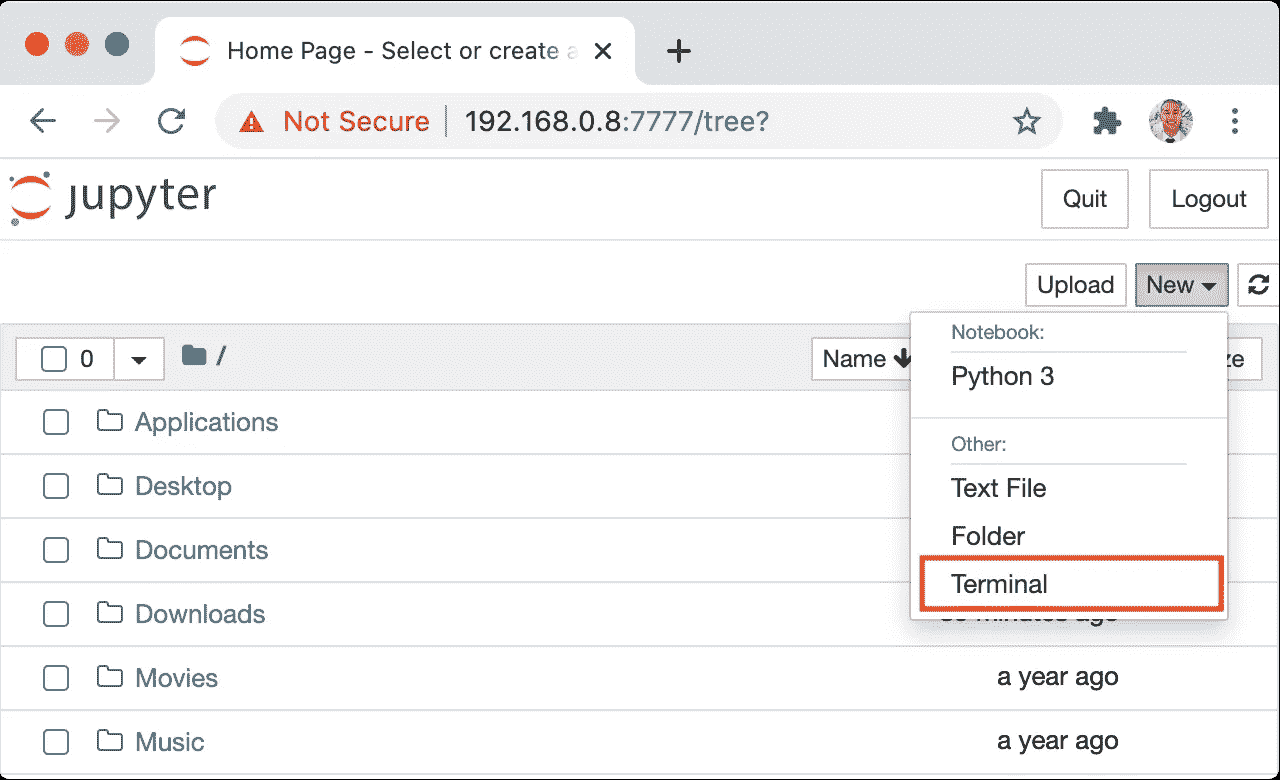 Home Page - Select or create a
Not Secure 192.168.0.8:7777/tree?
jupyter
Quit Logout
Upload New
0 / Name
Notebook:
Python 3
Other:
Text File
Folder
Terminal
Applications
Desktop
Documents
Downloads minutes ago
Movies a year ago
Music a year ago